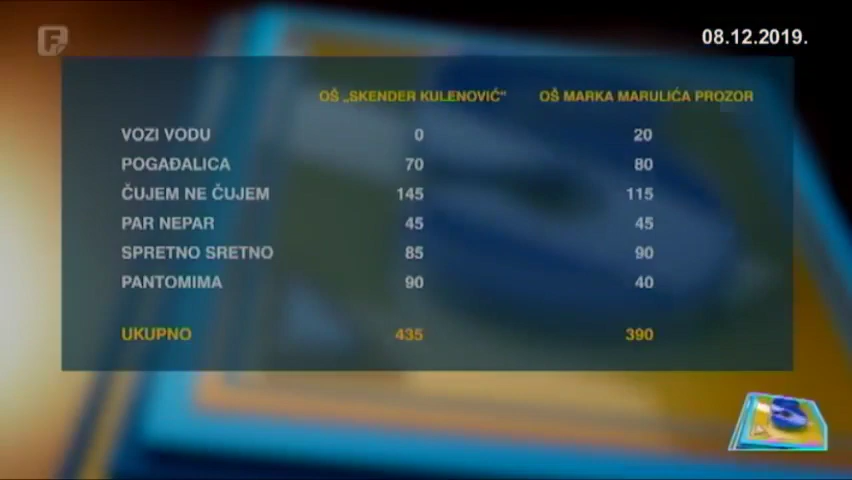 F
08.12.2019.
OŠ „SKENDER KULENOVIĆ“ OŠ MARKA MARULIĆA PROZOR
VOZI VODU 0 20
POGAĐALICA 70 80
ČUJEM NE ČUJEM 145 115
PAR NEPAR 45 45
SPRETNO SRETNO 85 90
PANTOMIMA 90 40
UKUPNO 435 390